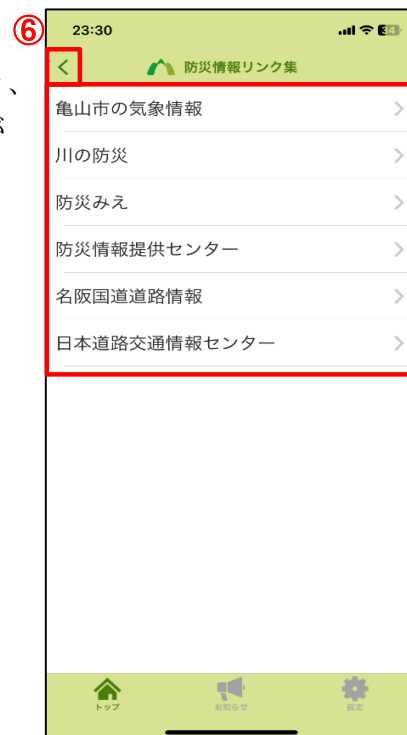 ⑥
23:30
34
防災情報リンク集
、
亀山市の気象情報
川の防災
防災みえ
防災情報提供センター
名阪国道道路情報
日本道路交通情報センター
トップ
お知らせ
設定